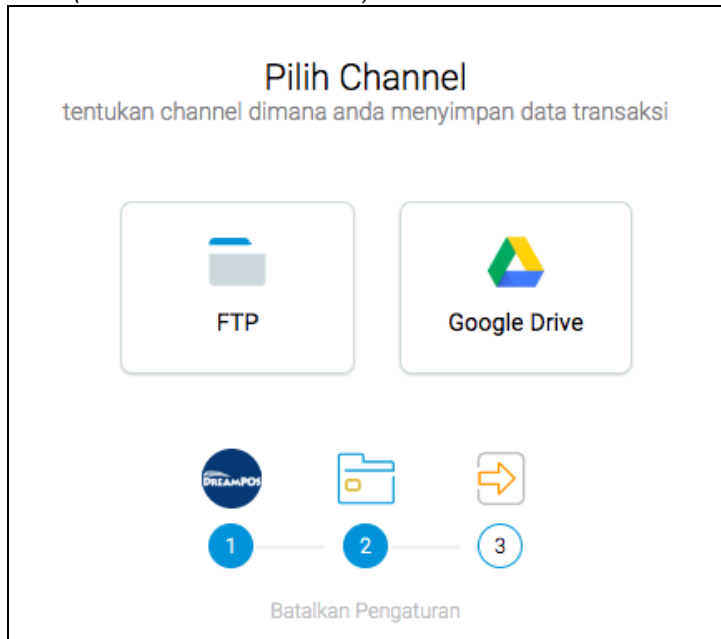 Pilih Channel
tentukan channel dimana anda menyimpan data transaksi
FTP
Google Drive
DREAMPOS
1
2
3
Batalkan Pengaturan